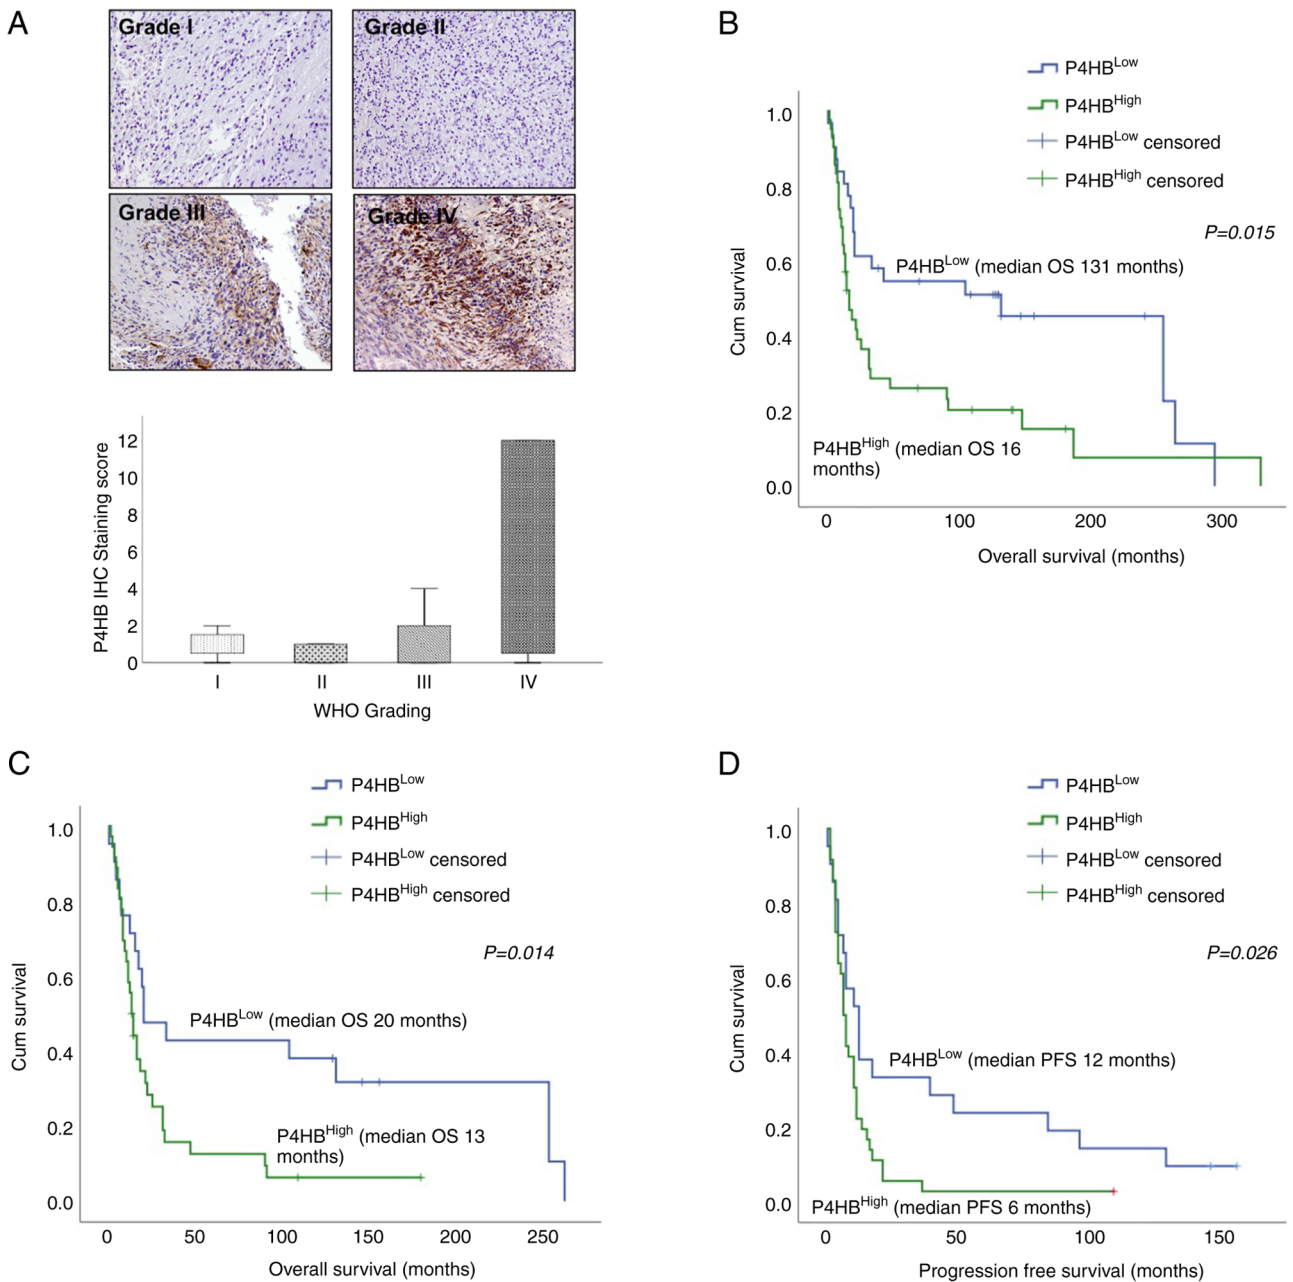 A
Grade I
Grade II
Grade III
Grade IV
P4HB IHC Staining score
12
10
8
6
4
2
0
I II III IV
WHO Grading
B
P4HBLow
P4HBHigh
P4HBLow censored
P4HBHigh censored
P=0.015
P4HBLow (median OS 131 months)
P4HBHigh (median OS 16
months)
Cum survival
1.0
0.8
0.6
0.4
0.2
0.0
0 100 200 300
Overall survival (months)
C
P4HBLow
P4HBHigh
P4HBLow censored
P4HBHigh censored
P=0.014
P4HBLow (median OS 20 months)
P4HBHigh (median OS 13
months)
Cum survival
1.0
0.8
0.6
0.4
0.2
0.0
0 50 100 150 200 250
Overall survival (months)
D
P4HBLow
P4HBHigh
P4HBLow censored
P4HBHigh censored
P=0.026
P4HBLow (median PFS 12 months)
P4HBHigh (median PFS 6 months)
Cum survival
1.0
0.8
0.6
0.4
0.2
0.0
0 50 100 150
Progression free survival (months)